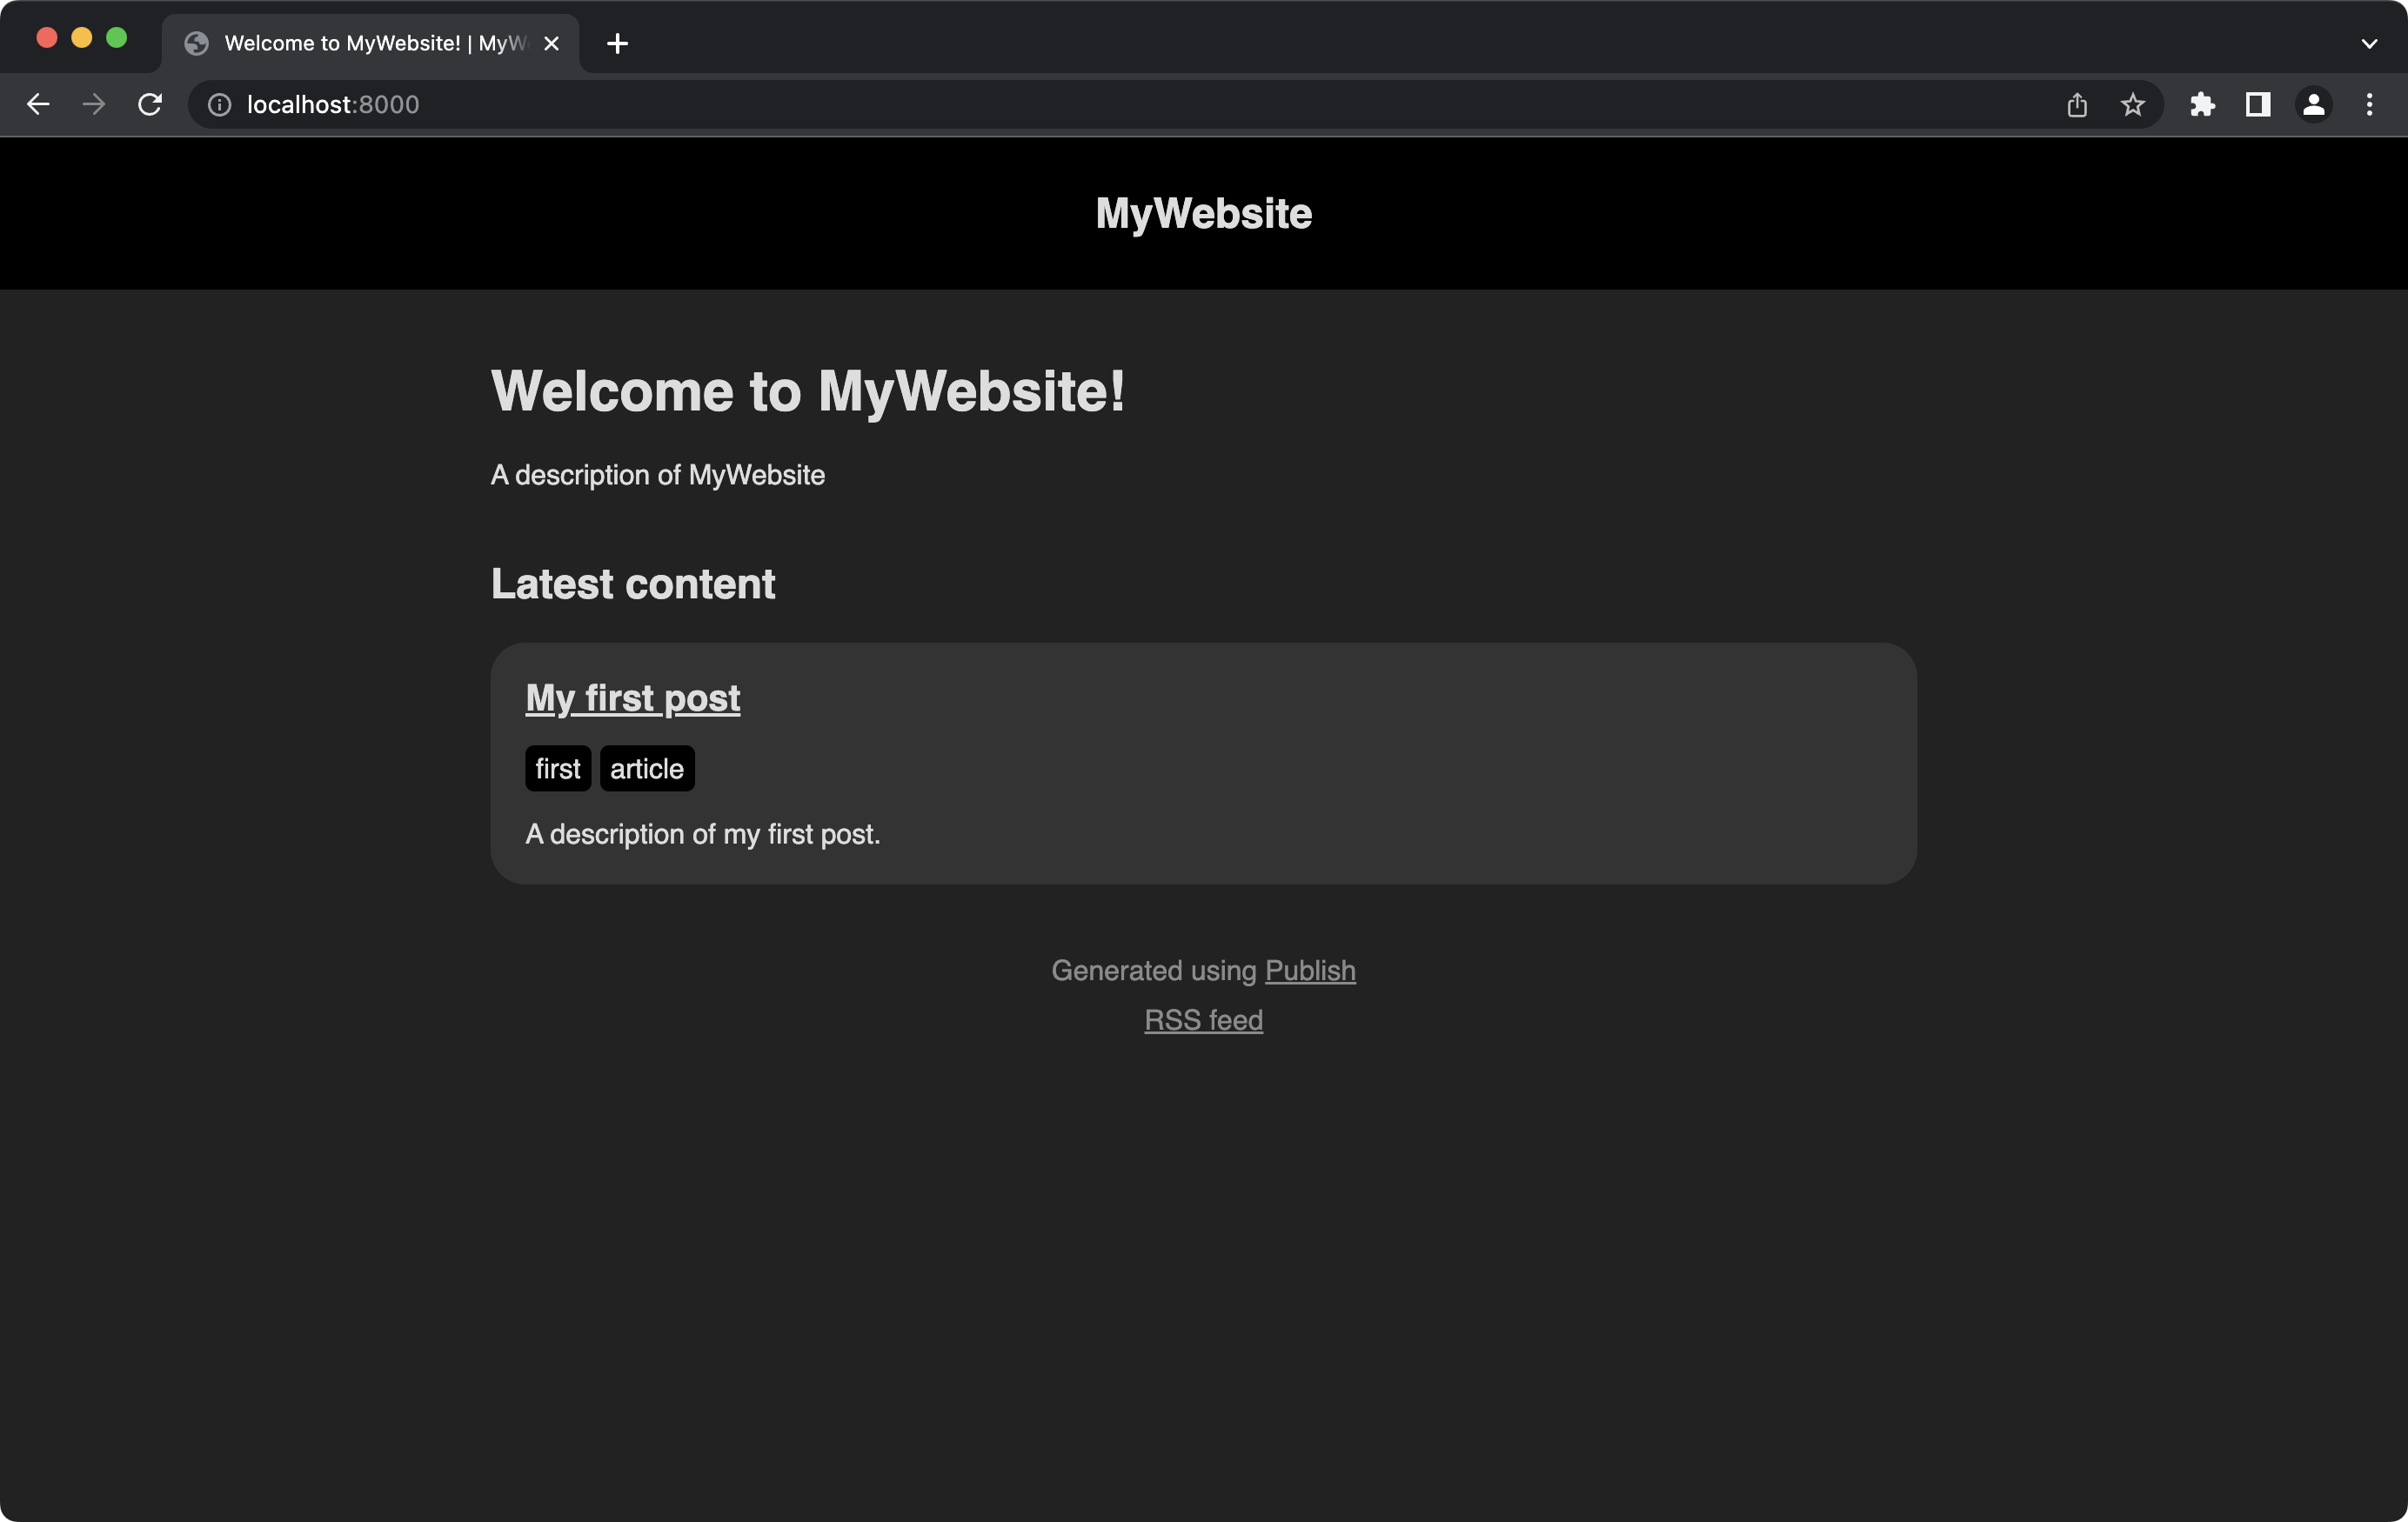 Welcome to MyWebsite! | MyW
localhost:8000
MyWebsite
Welcome to MyWebsite!
A description of MyWebsite
Latest content
My first post
first article
A description of my first post.
Generated using Publish
RSS feed